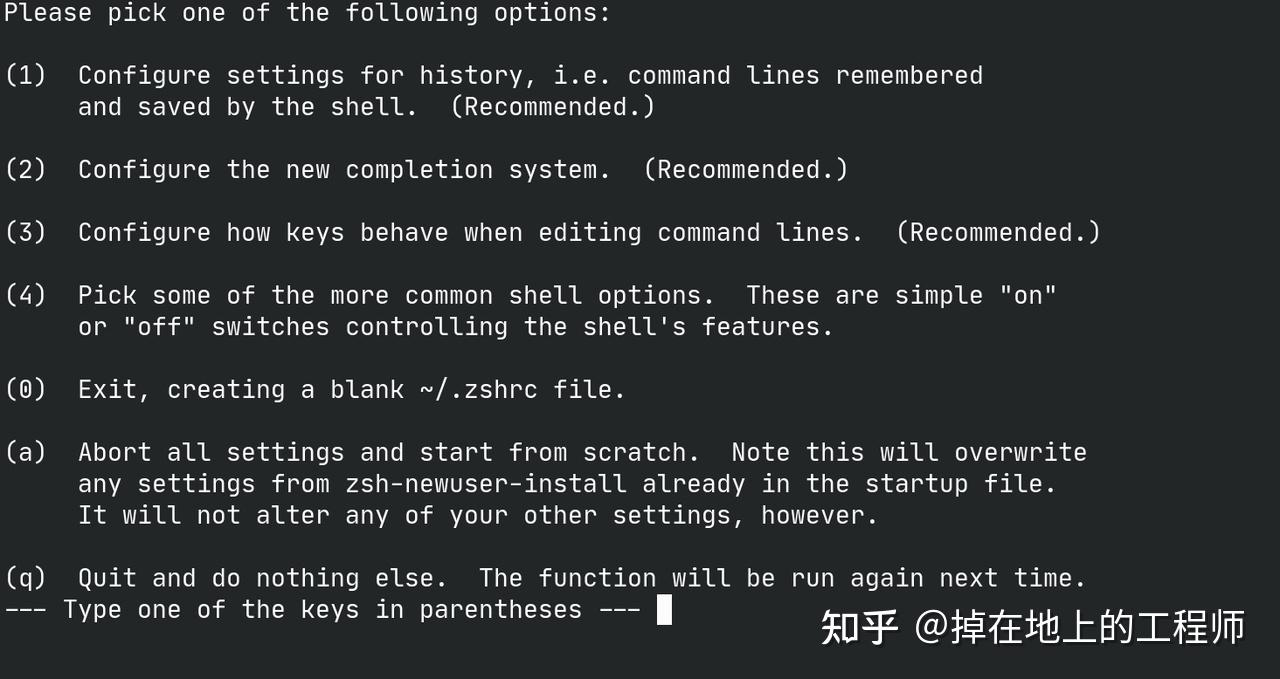 Please pick one of the following options:
(1)  Configure settings for history, i.e. command lines remembered
     and saved by the shell.  (Recommended.)
(2)  Configure the new completion system.  (Recommended.)
(3)  Configure how keys behave when editing command lines.  (Recommended.)
(4)  Pick some of the more common shell options.  These are simple "on"
     or "off" switches controlling the shell's features.
(0)  Exit, creating a blank ~/.zshrc file.
(a)  Abort all settings and start from scratch.  Note this will overwrite
     any settings from zsh-newuser-install already in the startup file.
     It will not alter any of your other settings, however.
(q)  Quit and do nothing else.  The function will be run again next time.
--- Type one of the keys in parentheses ---
知乎 @掉在地上的工程师